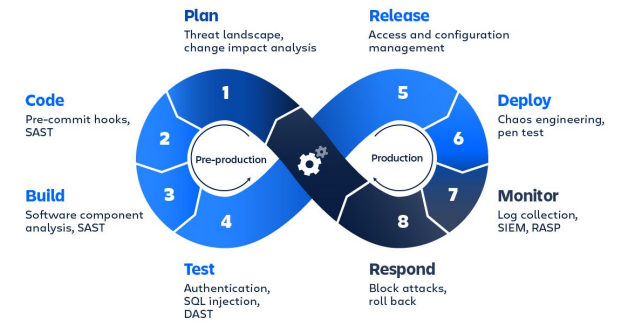 Plan
Threat landscape,
change impact analysis
Release
Access and configuration
management
Code
Pre-commit hooks,
SAST
Deploy
Chaos engineering,
pen test
Build
Software component
analysis, SAST
Monitor
Log collection,
SIEM, RASP
Test
Authentication,
SQL injection,
DAST
Respond
Block attacks,
roll back
1
2
3
4
5
6
7
8
Pre-production
Production